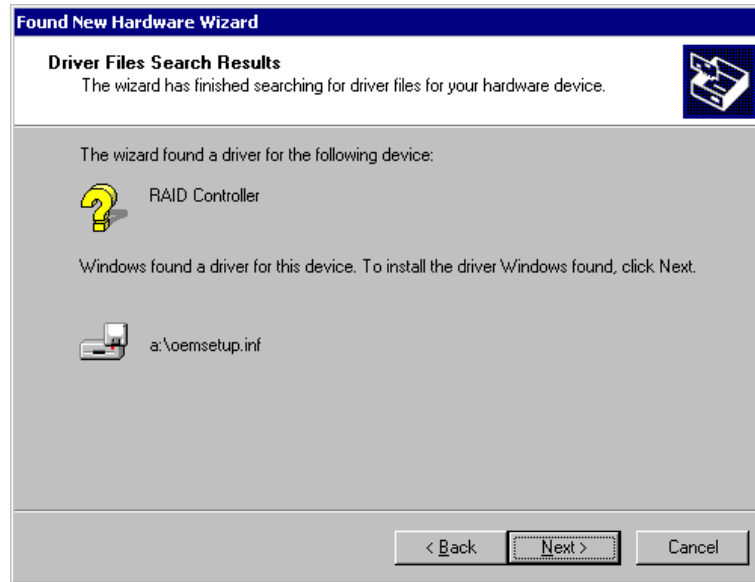 Found New Hardware Wizard
Driver Files Search Results
The wizard has finished searching for driver files for your hardware device.
The wizard found a driver for the following device:
RAID Controller
Windows found a driver for this device. To install the driver Windows found, click Next.
a:\oemsetup.inf
< Back Next > Cancel